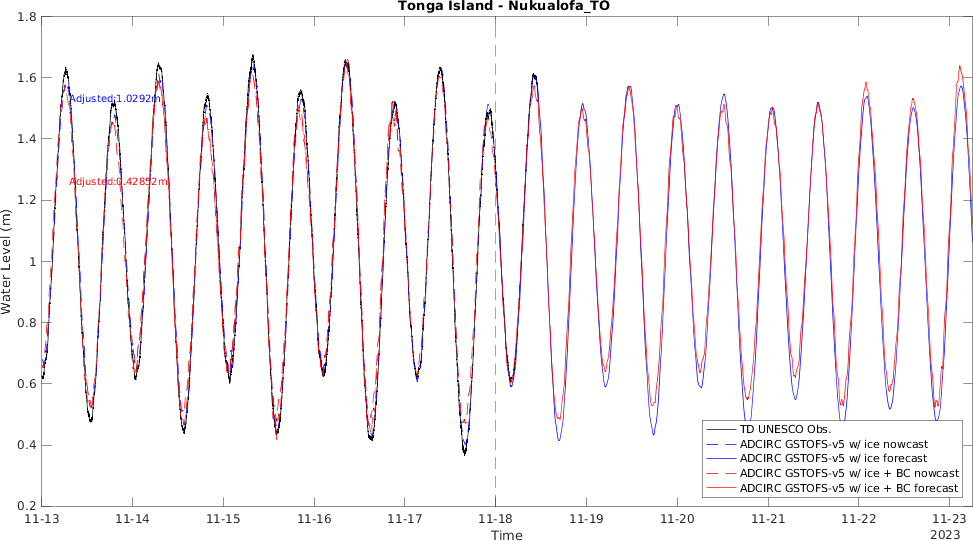 Tonga Island - Nukualofa_TO
1.8
1.6
Adjusted:1.0292m
1.4
Adjusted:0.42852m
1.2
1
0.8
0.6
0.4
0.2
Water Level (m)
TD UNESCO Obs.
ADCIRC GSTOFS-v5 w/ ice nowcast
ADCIRC GSTOFS-v5 w/ ice forecast
ADCIRC GSTOFS-v5 w/ ice + BC nowcast
ADCIRC GSTOFS-v5 w/ ice + BC forecast
11-13 11-14 11-15 11-16 11-17 11-18 11-19 11-20 11-21 11-22 11-23
2023
Time